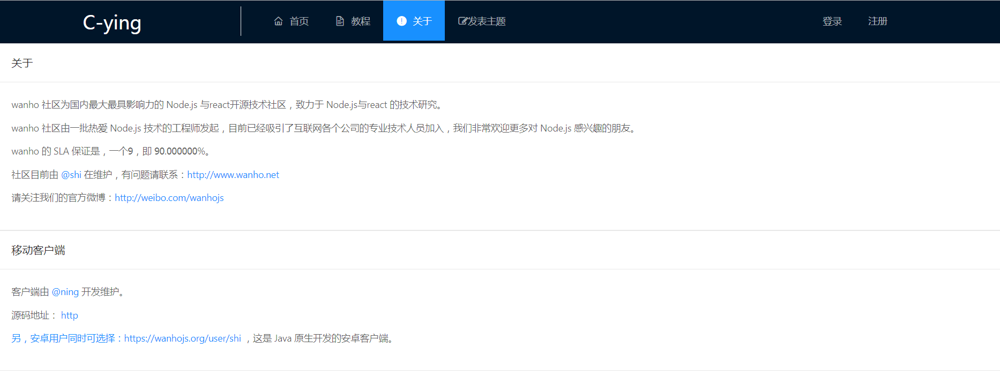 C-ying 首页 教程 关于 发表主题 登录 注册
关于
wanho 社区为国内最大最具影响力的 Node.js 与react开源技术社区，致力于 Node.js与react 的技术研究。
wanho 社区由一批热爱 Node.js 技术的工程师发起，目前已经吸引了互联网各个公司的专业技术人员加入，我们非常欢迎更多对 Node.js 感兴趣的朋友。
wanho 的 SLA 保证是，一个9，即 90.000000%。
社区目前由 @shi 在维护，有问题请联系：http://www.wanho.net
请关注我们的官方微博：http://weibo.com/wanhojs
移动客户端
客户端由 @ning 开发维护。
源码地址： http
另，安卓用户同时可选择：https://wanhojs.org/user/shi ，这是 Java 原生开发的安卓客户端。